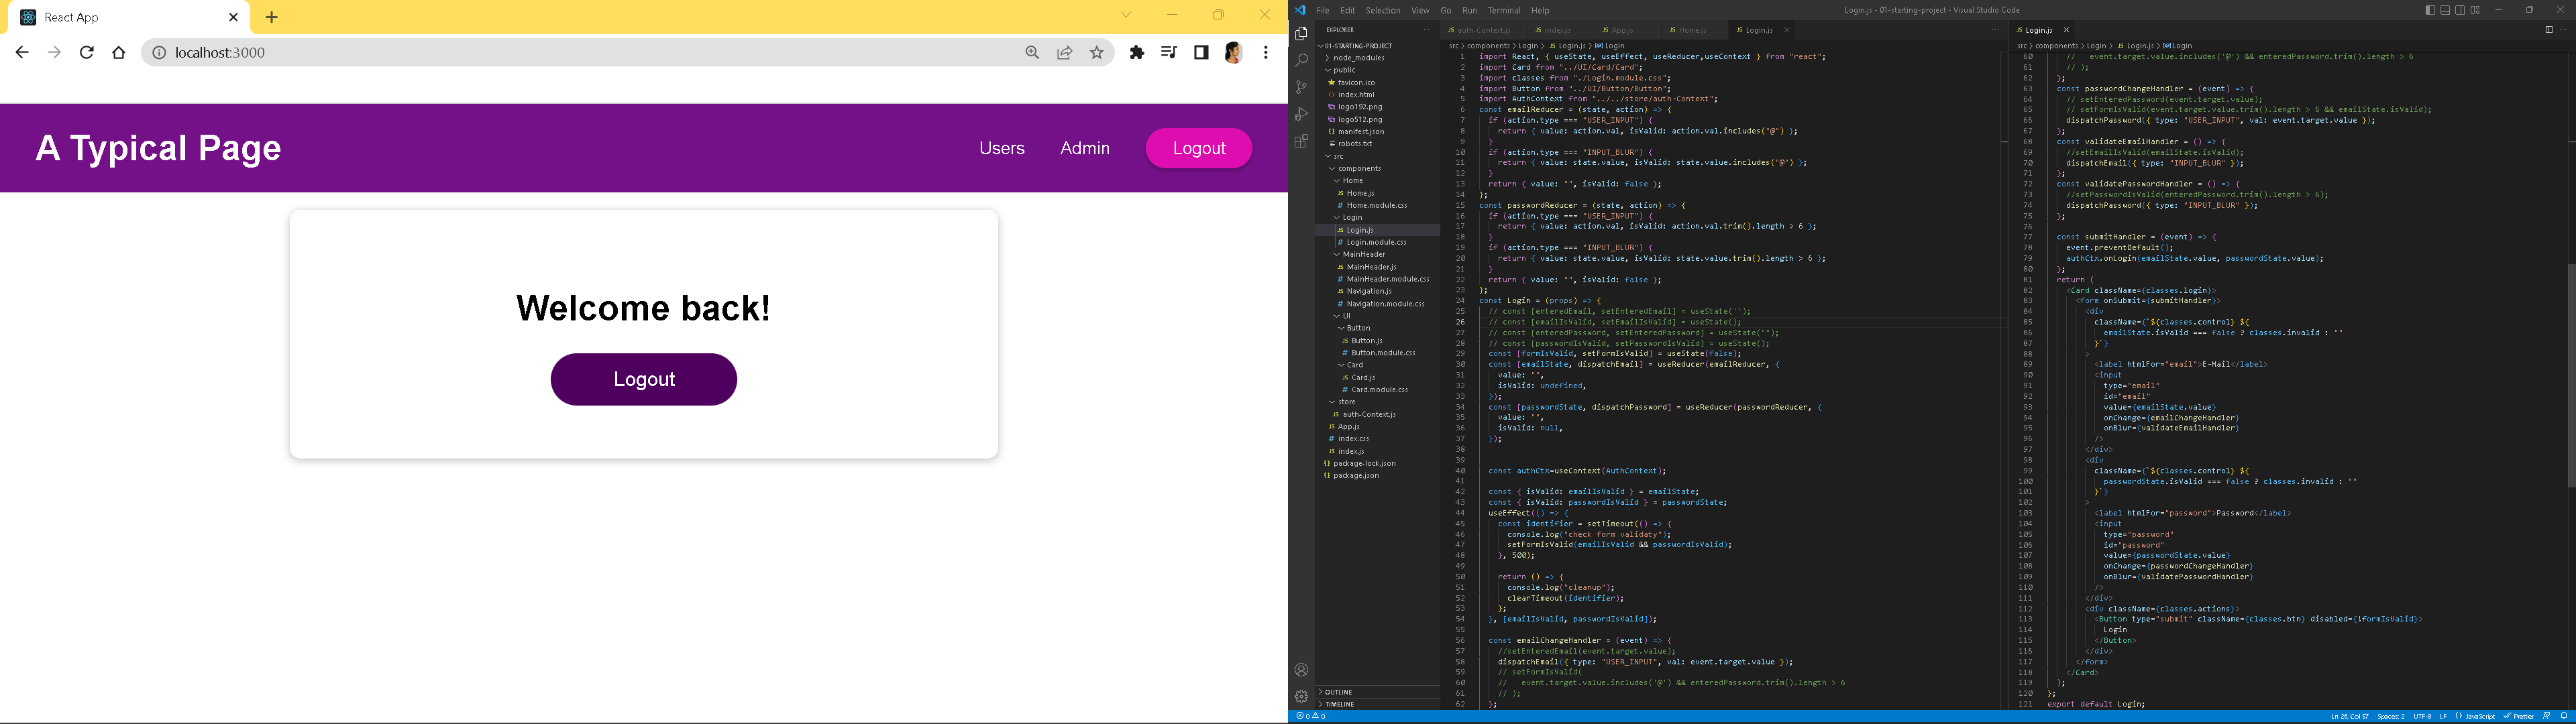 React App
localhost:3000
A Typical Page
Users
Admin
Logout
Welcome back!
Logout
File Edit Selection View Go Run Terminal Help
Login.js - 01-starting-project - Visual Studio Code
EXPLORER
01-STARTING-PROJECT
node_modules
public
favicon.ico
index.html
logo192.png
logo512.png
manifest.json
robots.txt
src
components
Home
Home.js
Home.module.css
Login
Login.js
Login.module.css
MainHeader
MainHeader.js
MainHeader.module.css
Navigation.js
Navigation.module.css
UI
Button
Button.js
Button.module.css
Card
Card.js
Card.module.css
store
auth-Context.js
App.js
index.css
index.js
package-lock.json
package.json
OUTLINE
TIMELINE
auth-Context.js index.js App.js Home.js Login.js
src > components > Login > Login.js > Login
1 import React, { useState, useEffect, useReducer,useContext } from "react";
2 import Card from "../UI/Card/Card";
3 import classes from "./Login.module.css";
4 import Button from "../UI/Button/Button";
5 import AuthContext from "../../store/auth-Context";
6 const emailReducer = (state, action) => {
7 if (action.type === "USER_INPUT") {
8 return { value: action.val, isValid: action.val.includes("@") };
9 }
10 if (action.type === "INPUT_BLUR") {
11 return { value: state.value, isValid: state.value.includes("@") };
12 }
13 return { value: "", isValid: false };
14 };
15 const passwordReducer = (state, action) => {
16 if (action.type === "USER_INPUT") {
17 return { value: action.val, isValid: action.val.trim().length > 6 };
18 }
19 if (action.type === "INPUT_BLUR") {
20 return { value: state.value, isValid: state.value.trim().length > 6 };
21 }
22 return { value: "", isValid: false };
23 };
24 const Login = (props) => {
25 // const [enteredEmail, setEnteredEmail] = useState('');
26 // const [emailIsValid, setEmailIsValid] = useState();
27 // const [enteredPassword, setEnteredPassword] = useState("");
28 // const [passwordIsValid, setPasswordIsValid] = useState();
29 const [formIsValid, setFormIsValid] = useState(false);
30 const [emailState, dispatchEmail] = useReducer(emailReducer, {
31 value: "",
32 isValid: undefined,
33 });
34 const [passwordState, dispatchPassword] = useReducer(passwordReducer, {
35 value: "",
36 isValid: null,
37 });
38
39
40 const authCtx=useContext(AuthContext);
41
42 const { isValid: emailIsValid } = emailState;
43 const { isValid: passwordIsValid } = passwordState;
44 useEffect(() => {
45 const identifier = setTimeout(() => {
46 console.log("check form validaty");
47 setFormIsValid(emailIsValid && passwordIsValid);
48 }, 500);
49
50 return () => {
51 console.log("cleanup");
52 clearTimeout(identifier);
53 };
54 }, [emailIsValid, passwordIsValid]);
55
56 const emailChangeHandler = (event) => {
57 //setEnteredEmail(event.target.value);
58 dispatchEmail({ type: "USER_INPUT", val: event.target.value });
59 // setFormIsValid(
60 // event.target.value.includes('@') && enteredPassword.trim().length > 6
61 // );
62 };
Login.js
src > components > Login > Login.js > Login
60 // event.target.value.includes('@') && enteredPassword.trim().length > 6
61 // );
62 };
63 const passwordChangeHandler = (event) => {
64 // setEnteredPassword(event.target.value);
65 // setFormIsValid(event.target.value.trim().length > 6 && emailState.isValid);
66 dispatchPassword({ type: "USER_INPUT", val: event.target.value });
67 };
68 const validateEmailHandler = () => {
69 //setEmailIsValid(emailState.isValid);
70 dispatchEmail({ type: "INPUT_BLUR" });
71 };
72 const validatePasswordHandler = () => {
73 //setPasswordIsValid(enteredPassword.trim().length > 6);
74 dispatchPassword({ type: "INPUT_BLUR" });
75 };
76
77 const submitHandler = (event) => {
78 event.preventDefault();
79 authCtx.onLogin(emailState.value, passwordState.value);
80 };
81 return (
82 <Card className={classes.login}>
83 <form onSubmit={submitHandler}>
84 <div
85 className={`${classes.control} ${
86 emailState.isValid === false ? classes.invalid : ""
87 }`}
88 >
89 <label htmlFor="email">E-Mail</label>
90 <input
91 type="email"
92 id="email"
93 value={emailState.value}
94 onChange={emailChangeHandler}
95 onBlur={validateEmailHandler}
96 />
97 </div>
98 <div
99 className={`${classes.control} ${
100 passwordState.isValid === false ? classes.invalid : ""
101 }`}
102 >
103 <label htmlFor="password">Password</label>
104 <input
105 type="password"
106 id="password"
107 value={passwordState.value}
108 onChange={passwordChangeHandler}
109 onBlur={validatePasswordHandler}
110 />
111 </div>
112 <div className={classes.actions}>
113 <Button type="submit" className={classes.btn} disabled={!formIsValid}>
114 Login
115 </Button>
116 </div>
117 </form>
118 </Card>
119 );
120 };
121 export default Login;
0 0
Ln 26, Col 57 Spaces: 2 UTF-8 LF JavaScript Prettier